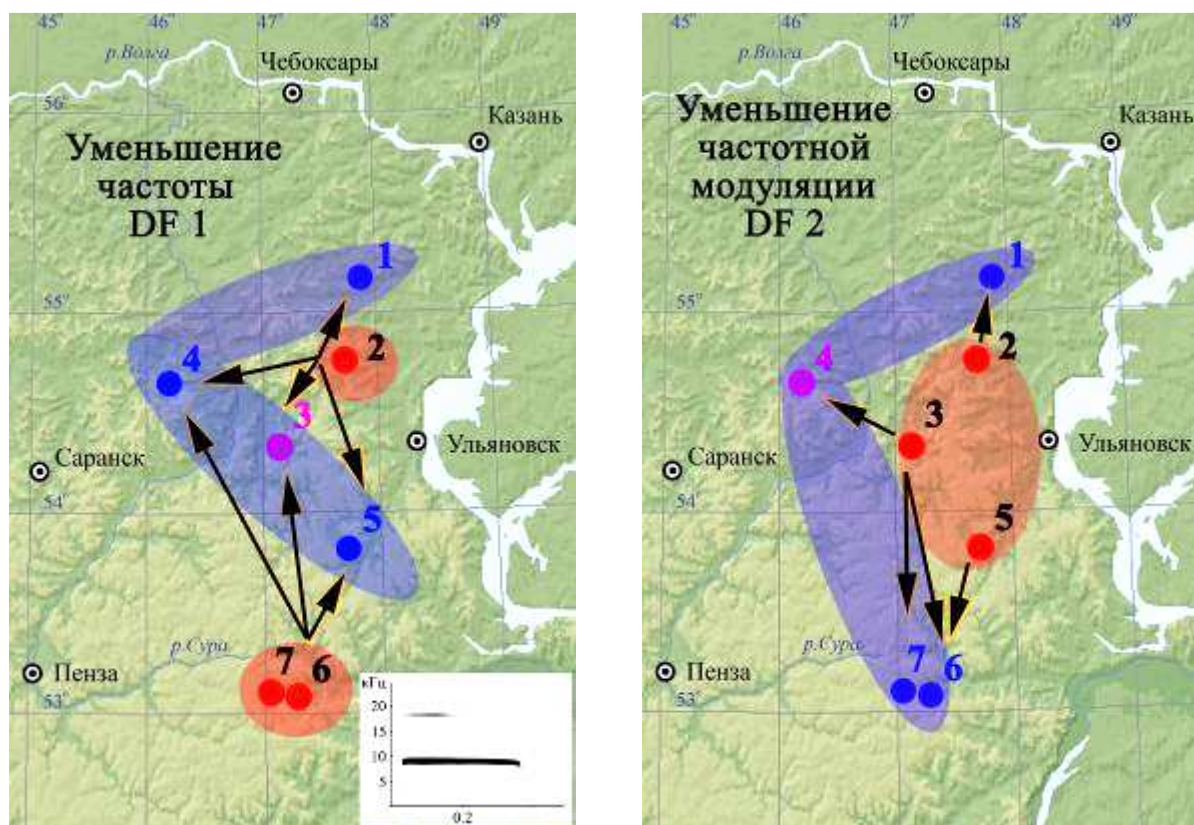 45° 46° 47° 48° 49°
р.Волга
Чебоксары
56°
Казань
Уменьшение
частоты
DF 1
1
55°
2
4
3
Ульяновск
Саранск
54°
5
р.Сура
Пенза
7 6
53°
кГц
20
15
10
5
0.2
45° 46° 47° 48° 49°
р.Волга
Чебоксары
56°
Уменьшение
частотной
модуляции
DF 2
Казань
1
55°
2
4
3
Ульяновск
Саранск
54°
5
р.Сура
Пенза
7 6
53°